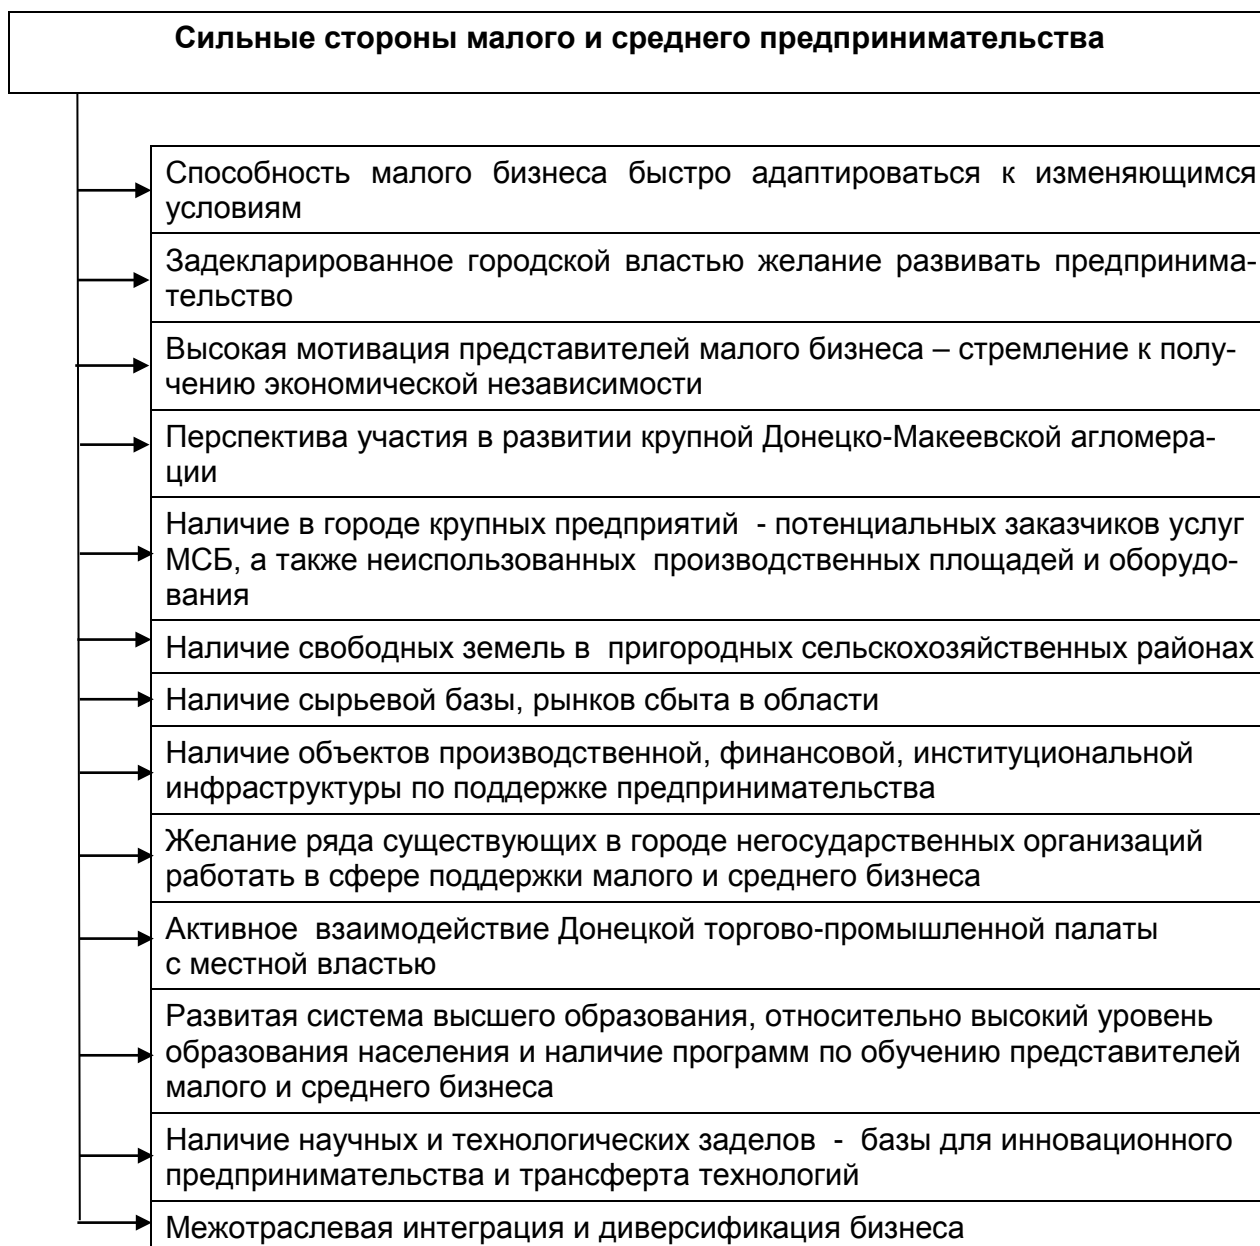 Сильные стороны малого и среднего предпринимательства
Способность малого бизнеса быстро адаптироваться к изменяющимся
условиям
Задекларированное городской властью желание развивать предпринима-
тельство
Высокая мотивация представителей малого бизнеса – стремление к полу-
чению экономической независимости
Перспектива участия в развитии крупной Донецко-Макеевской агломера-
ции
Наличие в городе крупных предприятий - потенциальных заказчиков услуг
МСБ, а также неиспользованных производственных площадей и оборудо-
вания
Наличие свободных земель в пригородных сельскохозяйственных районах
Наличие сырьевой базы, рынков сбыта в области
Наличие объектов производственной, финансовой, институциональной
инфраструктуры по поддержке предпринимательства
Желание ряда существующих в городе негосударственных организаций
работать в сфере поддержки малого и среднего бизнеса
Активное взаимодействие Донецкой торгово-промышленной палаты
с местной властью
Развитая система высшего образования, относительно высокий уровень
образования населения и наличие программ по обучению представителей
малого и среднего бизнеса
Наличие научных и технологических заделов - базы для инновационного
предпринимательства и трансферта технологий
Межотраслевая интеграция и диверсификация бизнеса